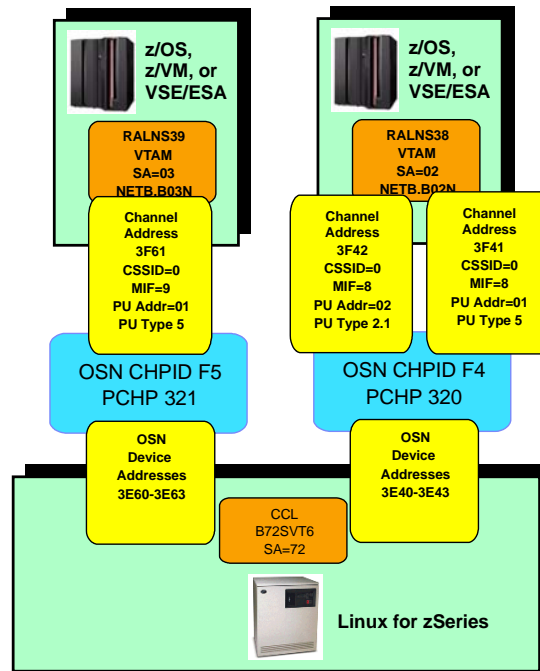 z/OS,
z/VM, or
VSE/ESA
RALNS39
VTAM
SA=03
NETB.B03N
Channel
Address
3F61
CSSID=0
MIF=9
PU Addr=01
PU Type 5
OSN CHPID F5
PCHP 321
OSN
Device
Addresses
3E60-3E63
z/OS,
z/VM, or
VSE/ESA
RALNS38
VTAM
SA=02
NETB.B02N
Channel
Address
3F42
CSSID=0
MIF=8
PU Addr=02
PU Type 2.1
Channel
Address
3F41
CSSID=0
MIF=8
PU Addr=01
PU Type 5
OSN CHPID F4
PCHP 320
OSN
Device
Addresses
3E40-3E43
CCL
B72SVT6
SA=72
Linux for zSeries